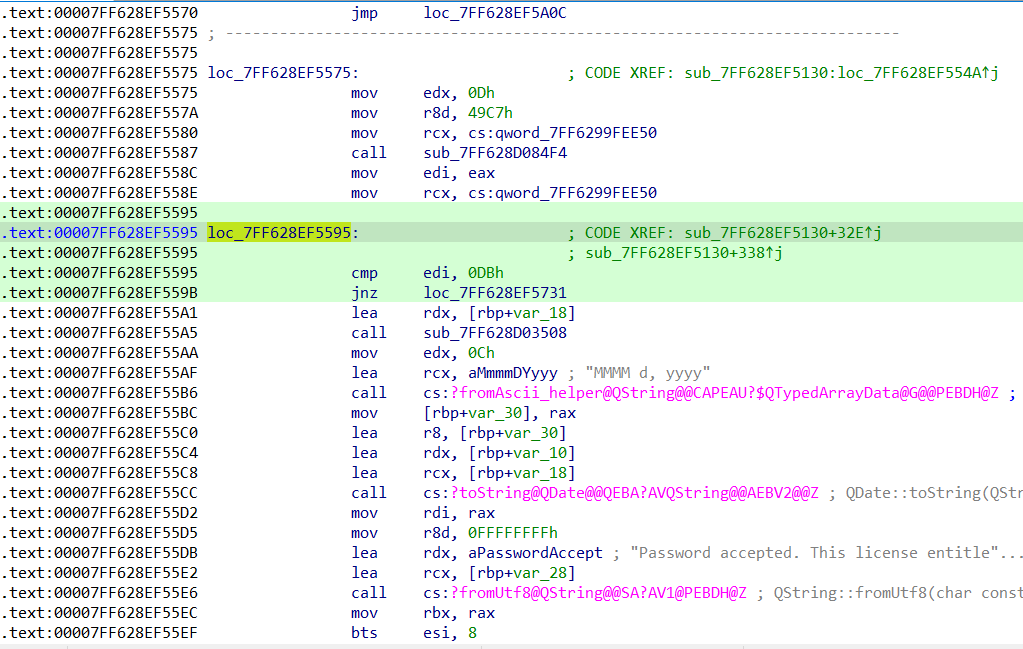 .text:00007FF628EF5570 jmp loc_7FF628EF5A0C
.text:00007FF628EF5575 ; ---------------------------------------------------------------------------
.text:00007FF628EF5575
.text:00007FF628EF5575 loc_7FF628EF5575: ; CODE XREF: sub_7FF628EF5130:loc_7FF628EF554A↑j
.text:00007FF628EF5575 mov edx, 0Dh
.text:00007FF628EF557A mov r8d, 49C7h
.text:00007FF628EF5580 mov rcx, cs:qword_7FF6299FEE50
.text:00007FF628EF5587 call sub_7FF628D084F4
.text:00007FF628EF558C mov edi, eax
.text:00007FF628EF558E mov rcx, cs:qword_7FF6299FEE50
.text:00007FF628EF5595
.text:00007FF628EF5595 loc_7FF628EF5595: ; CODE XREF: sub_7FF628EF5130+32E↑j
.text:00007FF628EF5595 ; sub_7FF628EF5130+338↑j
.text:00007FF628EF5595 cmp edi, 0DBh
.text:00007FF628EF559B jnz loc_7FF628EF5731
.text:00007FF628EF55A1 lea rdx, [rbp+var_18]
.text:00007FF628EF55A5 call sub_7FF628D03508
.text:00007FF628EF55AA mov edx, 0Ch
.text:00007FF628EF55AF lea rcx, aMmmmDYyyy ; "MMMM d, yyyy"
.text:00007FF628EF55B6 call cs:?fromAscii_helper@QString@@CAPEAU?$QTypedArrayData@G@@PEBDH@Z ;
.text:00007FF628EF55BC mov [rbp+var_30], rax
.text:00007FF628EF55C0 lea r8, [rbp+var_30]
.text:00007FF628EF55C4 lea rdx, [rbp+var_10]
.text:00007FF628EF55C8 lea rcx, [rbp+var_18]
.text:00007FF628EF55CC call cs:?toString@QDate@@QEBA?AVQString@@AEBV2@@Z ; QDate::toString(QStr
.text:00007FF628EF55D2 mov rdi, rax
.text:00007FF628EF55D5 mov r8d, 0FFFFFFFFh
.text:00007FF628EF55DB lea rdx, aPasswordAccept ; "Password accepted. This license entitle"...
.text:00007FF628EF55E2 lea rcx, [rbp+var_28]
.text:00007FF628EF55E6 call cs:?fromUtf8@QString@@SA?AV1@PEBDH@Z ; QString::fromUtf8(char const
.text:00007FF628EF55EC mov rbx, rax
.text:00007FF628EF55EF bts esi, 8